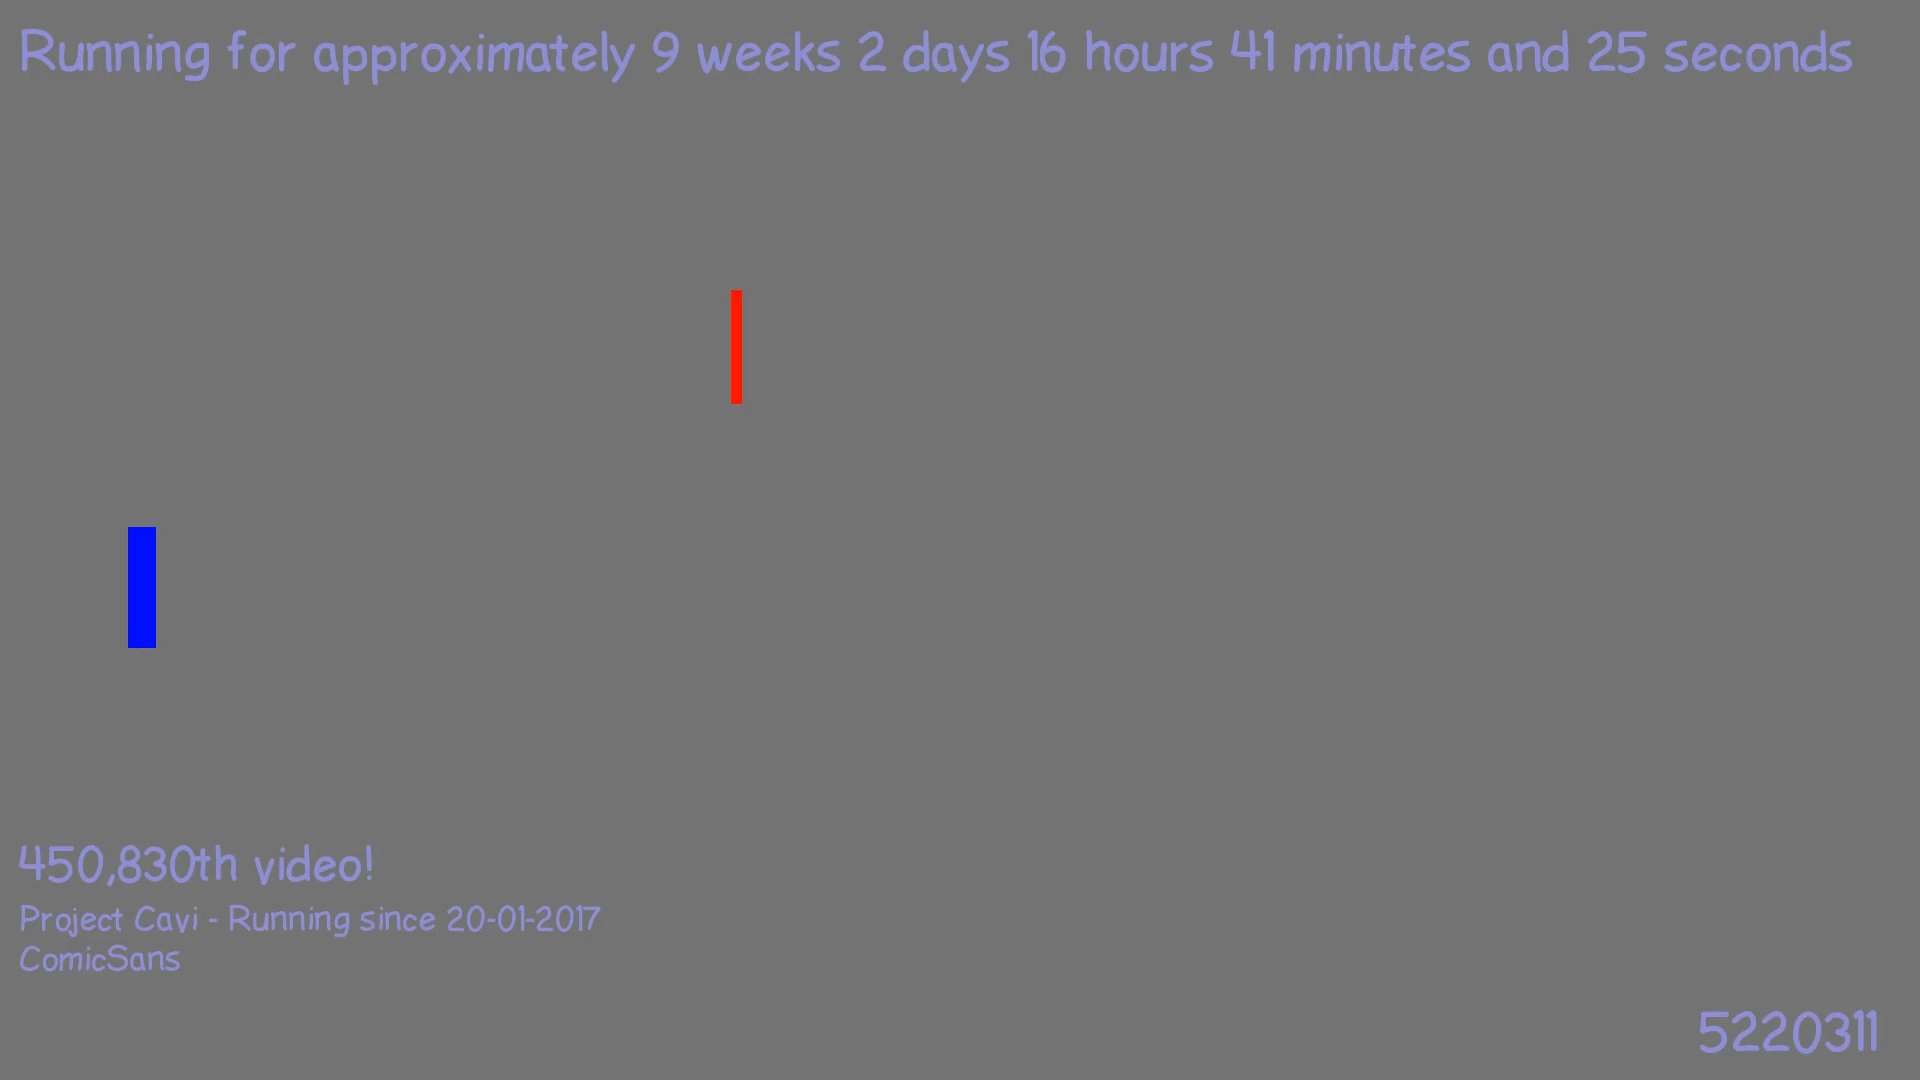 Running for approximately 9 weeks 2 days 16 hours 41 minutes and 25 seconds
450,830th video!
Project Cavi - Running since 20-01-2017
ComicSans
5220311